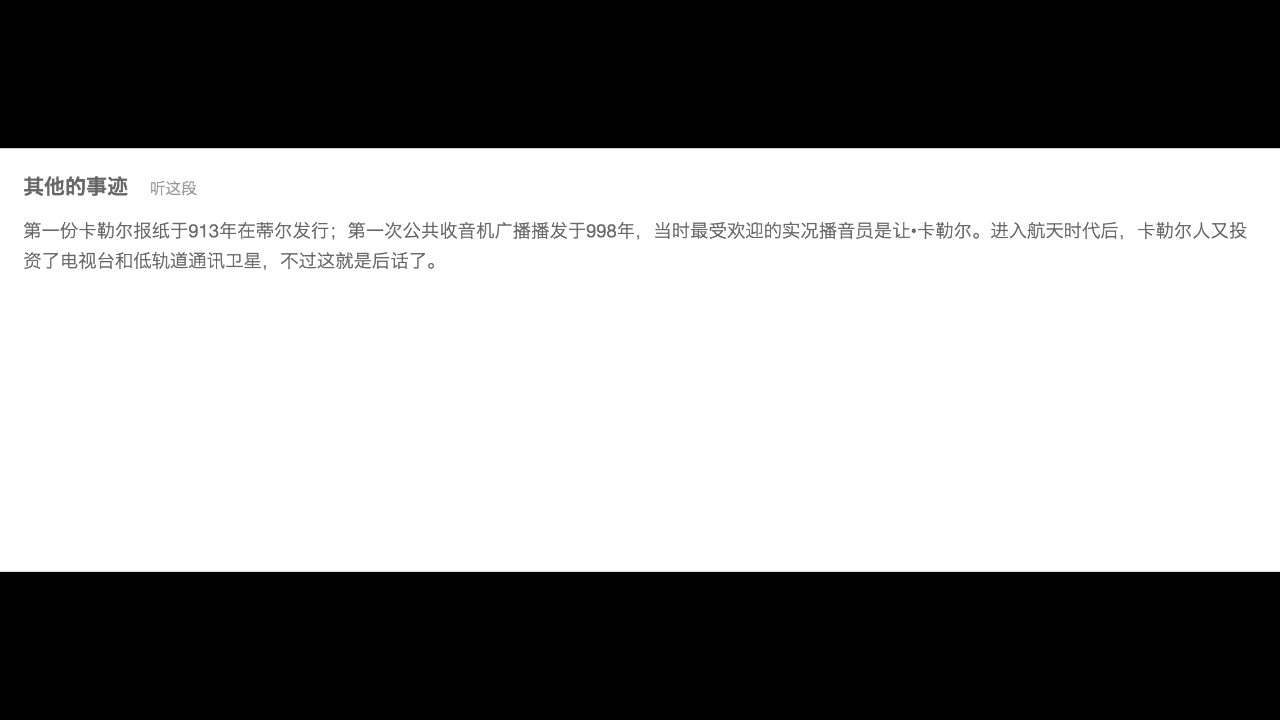 其他的事迹 听这段
第一份卡勒尔报纸于913年在蒂尔发行；第一次公共收音机广播播发于998年，当时最受欢迎的实况播音员是让•卡勒尔。进入航天时代后，卡勒尔人又投
资了电视台和低轨道通讯卫星，不过这就是后话了。